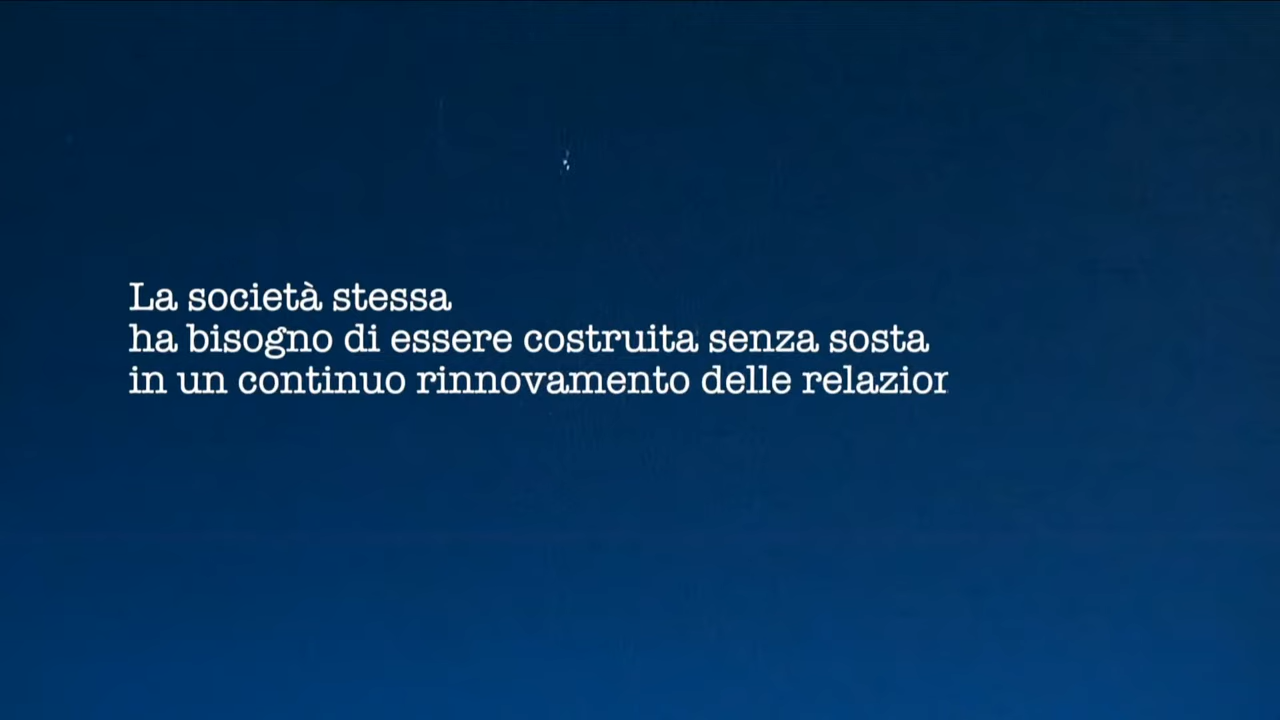 La società stessa
ha bisogno di essere costruita senza sosta
in un continuo rinnovamento delle relazior